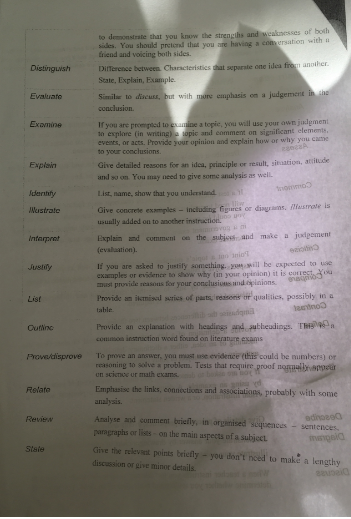 to demonstrate that you know the strengths and weaknesses of both
sides. You should pretend that you are having a conversation with a
friend and voicing both sides.
Distinguish Difference between. Characteristics that separate one idea from another.
State, Explain, Example.
Evaluate Similar to discuss, but with more emphasis on a judgement in the
conclusion.
Examine If you are prompted to examine a topic, you will use your own judgment
to explore (in writing) a topic and comment on significant elements,
events, or acts. Provide your opinion and explain how or why you came
to your conclusions.
Explain Give detailed reasons for an idea, principle or result, situation, attitude
and so on. You may need to give some analysis as well.
Identify List, name, show that you understand.
Illustrate Give concrete examples – including figures or diagrams. Illustrate is
usually added on to another instruction.
Interpret Explain and comment on the subject and make a judgement
(evaluation).
Justify If you are asked to justify something, you will be expected to use
examples or evidence to show why (in your opinion) it is correct. You
must provide reasons for your conclusions and opinions.
List Provide an itemised series of parts, reasons or qualities, possibly in a
table.
Outline Provide an explanation with headings and subheadings. This is a
common instruction word found on literature exams
Prove/disprove To prove an answer, you must use evidence (this could be numbers) or
reasoning to solve a problem. Tests that require proof normally appear
on science or math exams.
Relate Emphasise the links, connections and associations, probably with some
analysis.
Review Analyse and comment briefly, in organised sequences – sentences,
paragraphs or lists - on the main aspects of a subject.
State Give the relevant points briefly – you don't need to make a lengthy
discussion or give minor details.